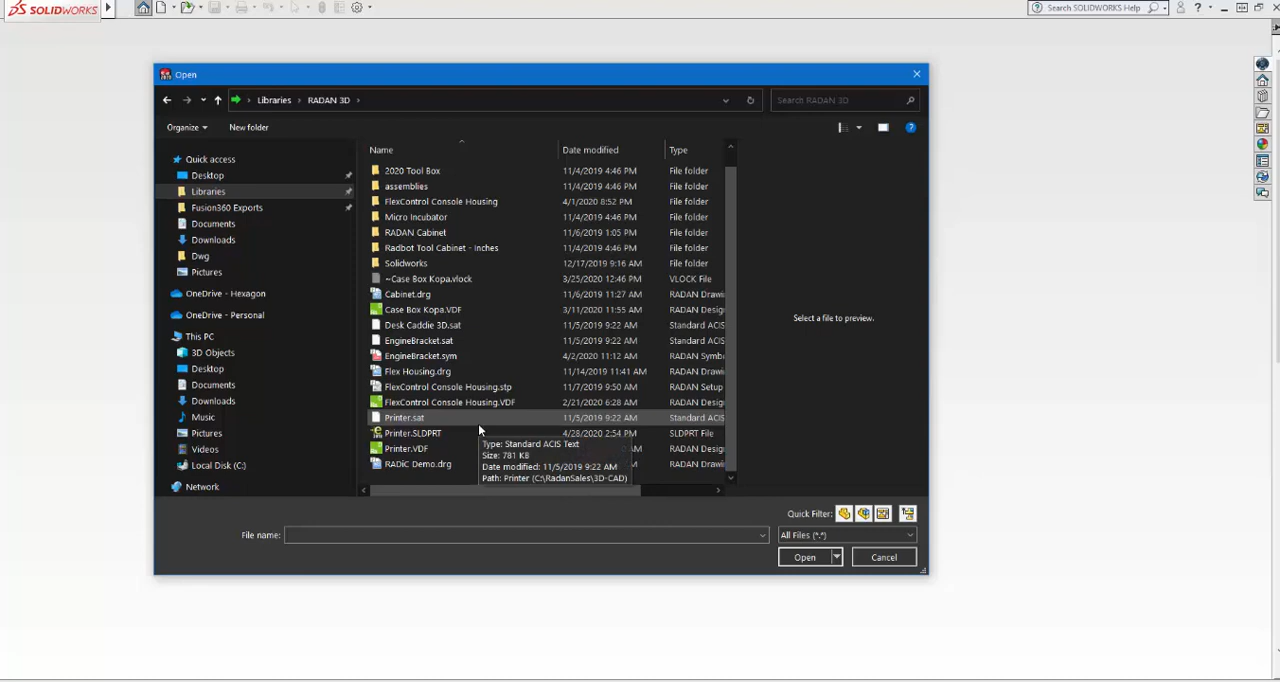 SOLIDWORKS
Search SOLIDWORKS Help
?
Open
Libraries > RADAN 3D >
Search RADAN 3D
Organize
New folder
?
Quick access
Desktop
Libraries
Fusion360 Exports
Documents
Downloads
Dwg
Pictures
OneDrive - Hexagon
OneDrive - Personal
This PC
3D Objects
Desktop
Documents
Downloads
Music
Pictures
Videos
Local Disk (C:)
Network
Name Date modified Type
2020 Tool Box 11/4/2019 4:46 PM File folder
assemblies 11/4/2019 4:46 PM File folder
FlexControl Console Housing 4/1/2020 8:52 PM File folder
Micro Incubator 11/4/2019 4:46 PM File folder
RADAN Cabinet 11/6/2019 1:05 PM File folder
Radbot Tool Cabinet - Inches 11/4/2019 4:46 PM File folder
Solidworks 12/17/2019 9:16 AM File folder
~Case Box Kopa.vlock 3/25/2020 12:46 PM VLOCK File
Cabinet.drg 11/6/2019 11:27 AM RADAN Drawi
Case Box Kopa.VDF 3/11/2020 11:55 AM RADAN Desig
Desk Caddie 3D.sat 11/5/2019 9:22 AM Standard ACIS
EngineBracket.sat 11/5/2019 9:22 AM Standard ACIS
EngineBracket.sym 4/2/2020 11:12 AM RADAN Symb
Flex Housing.drg 11/14/2019 11:41 AM RADAN Drawi
FlexControl Console Housing.stp 11/7/2019 9:50 AM RADAN Setup
FlexControl Console Housing.VDF 2/21/2020 6:28 AM RADAN Desig
Printer.sat 11/5/2019 9:22 AM Standard ACIS
Printer.SLDPRT 4/28/2020 2:54 PM SLDPRT File
Printer.VDF AM RADAN Desig
RADiC Demo.drg AM RADAN Drawi
Type: Standard ACIS Text
Size: 781 KB
Date modified: 11/5/2019 9:22 AM
Path: Printer (C:\RadanSales\3D-CAD)
Select a file to preview.
Quick Filter:
File name:
All Files (*.*)
Open
Cancel